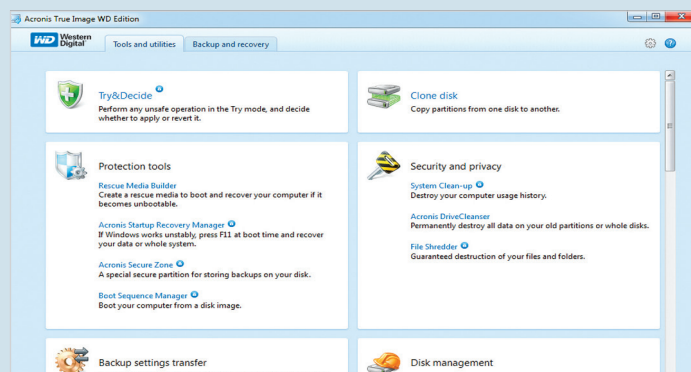 Acronis True Image WD Edition
WD Western
Digital
Tools and utilities
Backup and recovery
Try&Decide
Perform any unsafe operation in the Try mode, and decide
whether to apply or revert it.
Clone disk
Copy partitions from one disk to another.
Protection tools
Rescue Media Builder
Create a rescue media to boot and recover your computer if it
becomes unbootable.
Acronis Startup Recovery Manager
If Windows works unstably, press F11 at boot time and recover
your data or whole system.
Acronis Secure Zone
A special secure partition for storing backups on your disk.
Boot Sequence Manager
Boot your computer from a disk image.
Security and privacy
System Clean-up
Destroy your computer usage history.
Acronis DriveCleanser
Permanently destroy all data on your old partitions or whole disks.
File Shredder
Guaranteed destruction of your files and folders.
Backup settings transfer
Disk management